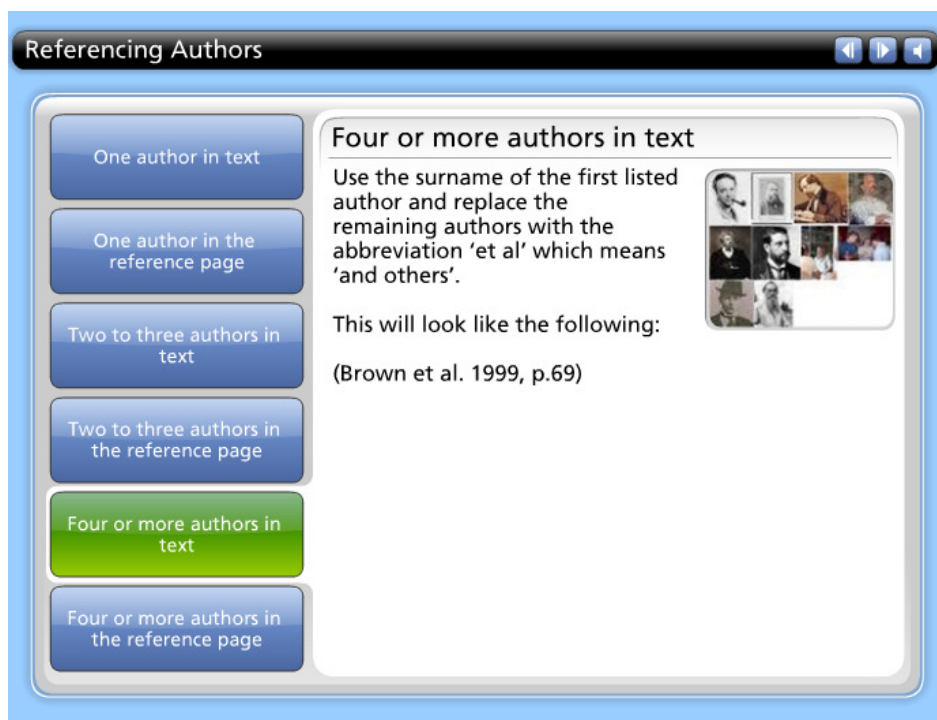 Referencing Authors
One author in text
One author in the
reference page
Two to three authors in
text
Two to three authors in
the reference page
Four or more authors in
text
Four or more authors in
the reference page
Four or more authors in text
Use the surname of the first listed
author and replace the
remaining authors with the
abbreviation ‘et al’ which means
‘and others’.
This will look like the following:
(Brown et al. 1999, p.69)